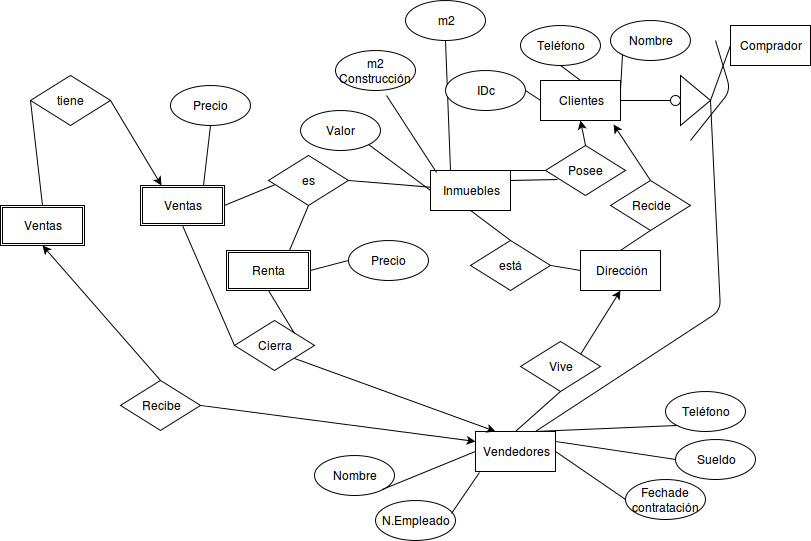 m2
Teléfono
Nombre
Comprador
m2
Construcción
IDc
Clientes
tiene
Precio
Valor
es
Posee
Inmuebles
Ventas
Ventas
Recide
está
Dirección
Renta
Precio
Cierra
Vive
Recibe
Teléfono
Vendedores
Sueldo
Nombre
Fechade
contratación
N.Empleado